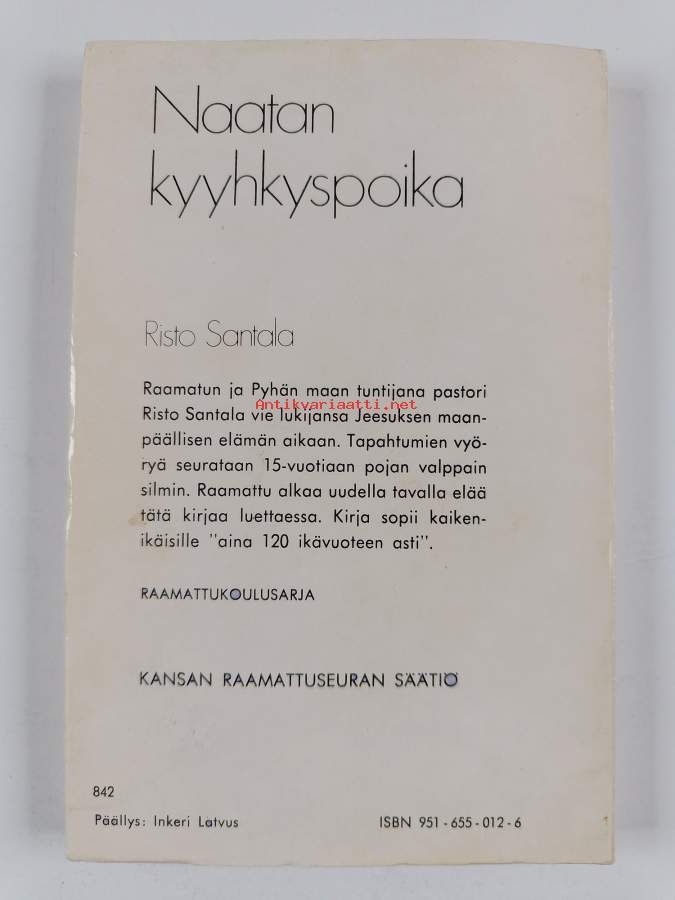 Naatan
kyyhkyspoika
Risto Santala
Raamatun ja Pyhän maan tuntijana pastori
Antikvariaatti.net
Risto Santala vie lukijansa Jeesuksen maan-
päällisen elämän aikaan. Tapahtumien vyö-
ryä seurataan 15-vuotiaan pojan valppain
silmin. Raamattu alkaa uudella tavalla elää
tätä kirjaa luettaessa. Kirja sopii kaiken-
ikäisille "aina 120 ikävuoteen asti".
RAAMATTUKOULUSARJA
KANSAN RAAMATTUSEURAN SÄÄTIÖ
842
Päällys: Inkeri Latvus
ISBN 951-655-012-6